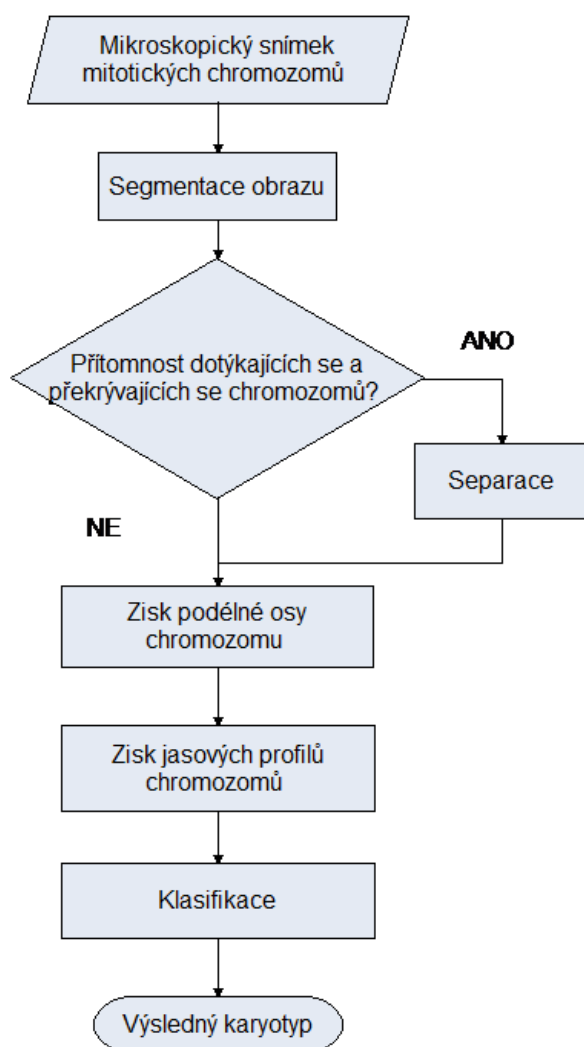 Mikroskopický snímek
mitotických chromozomů
Segmentace obrazu
Přítomnost dotýkajících se a
překrývajících se chromozomů?
ANO
Separace
NE
Zisk podélné osy
chromozomu
Zisk jasových profilů
chromozomů
Klasifikace
Výsledný karyotyp